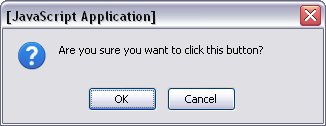 [JavaScript Application]
Are you sure you want to click this button?
OK
Cancel